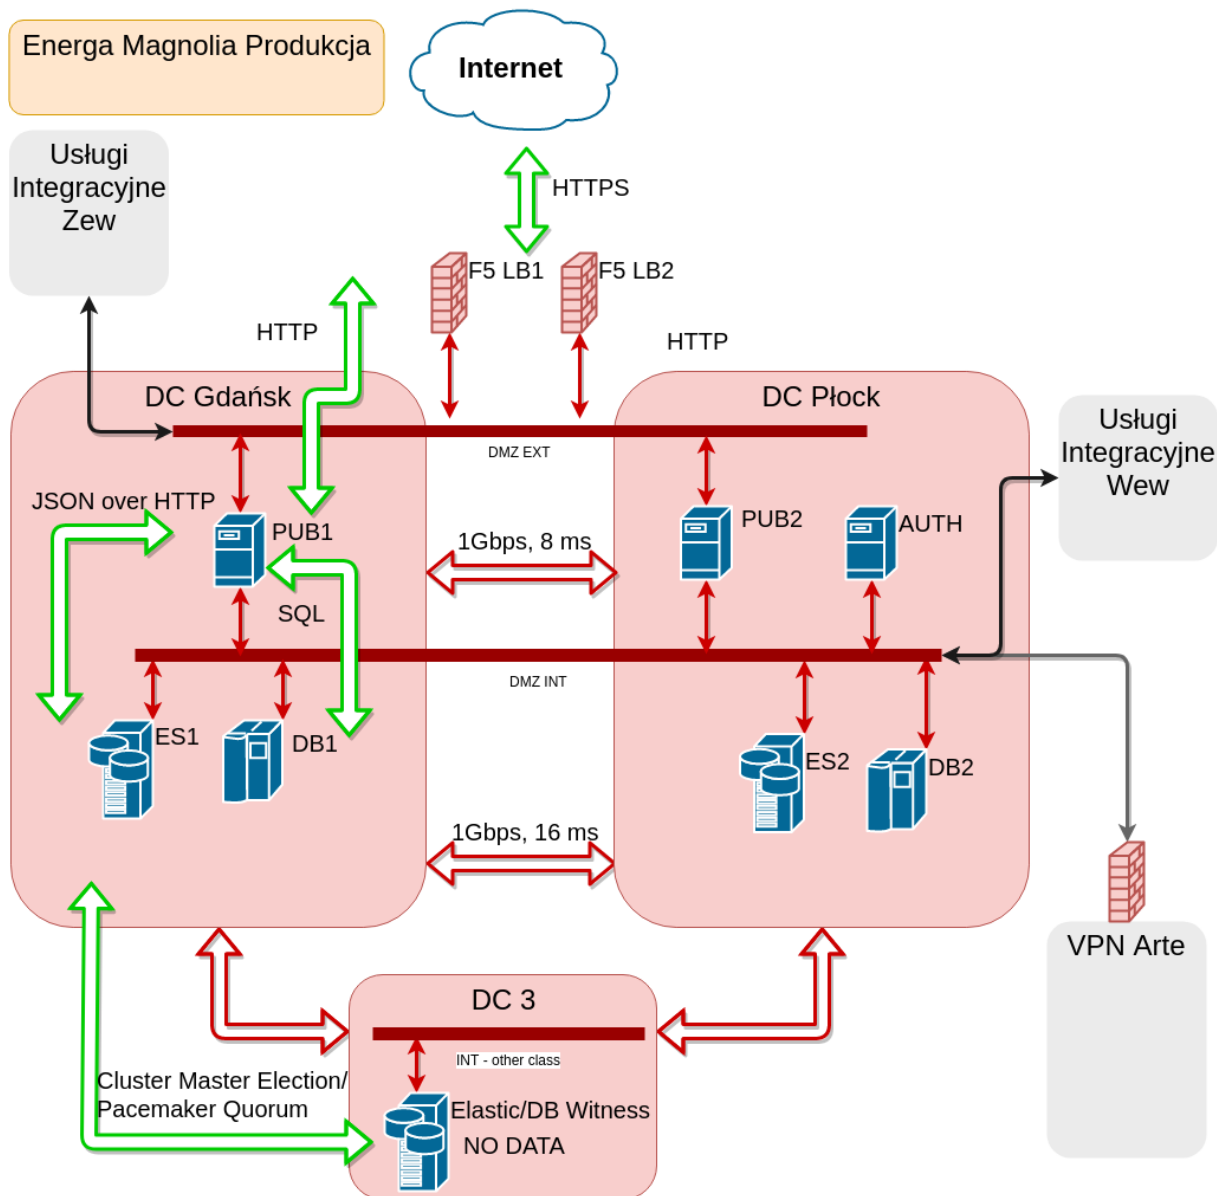 Energa Magnolia Produkcja
Internet
Usługi
Integracyjne
Zew
HTTPS
F5 LB1
F5 LB2
HTTP
HTTP
DC Gdańsk
DC Płock
DMZ EXT
Usługi
Integracyjne
Wew
JSON over HTTP
PUB1
PUB2
AUTH
1Gbps, 8 ms
SQL
DMZ INT
ES1
DB1
ES2
DB2
1Gbps, 16 ms
VPN Arte
DC 3
INT - other class
Cluster Master Election/
Pacemaker Quorum
Elastic/DB Witness
NO DATA